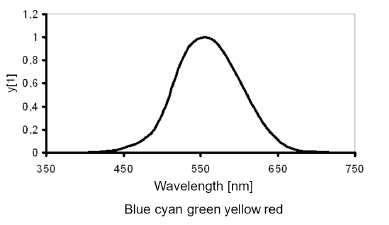 1,2
1
0,8
0,6
0,4
0,2
0
y[1]
350 450 550 650 750
Wavelength [nm]
Blue cyan green yellow red